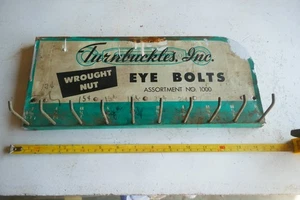 Turnbuckles, Inc.
WROUGHT
NUT
EYE BOLTS
ASSORTMENT NO. 1000